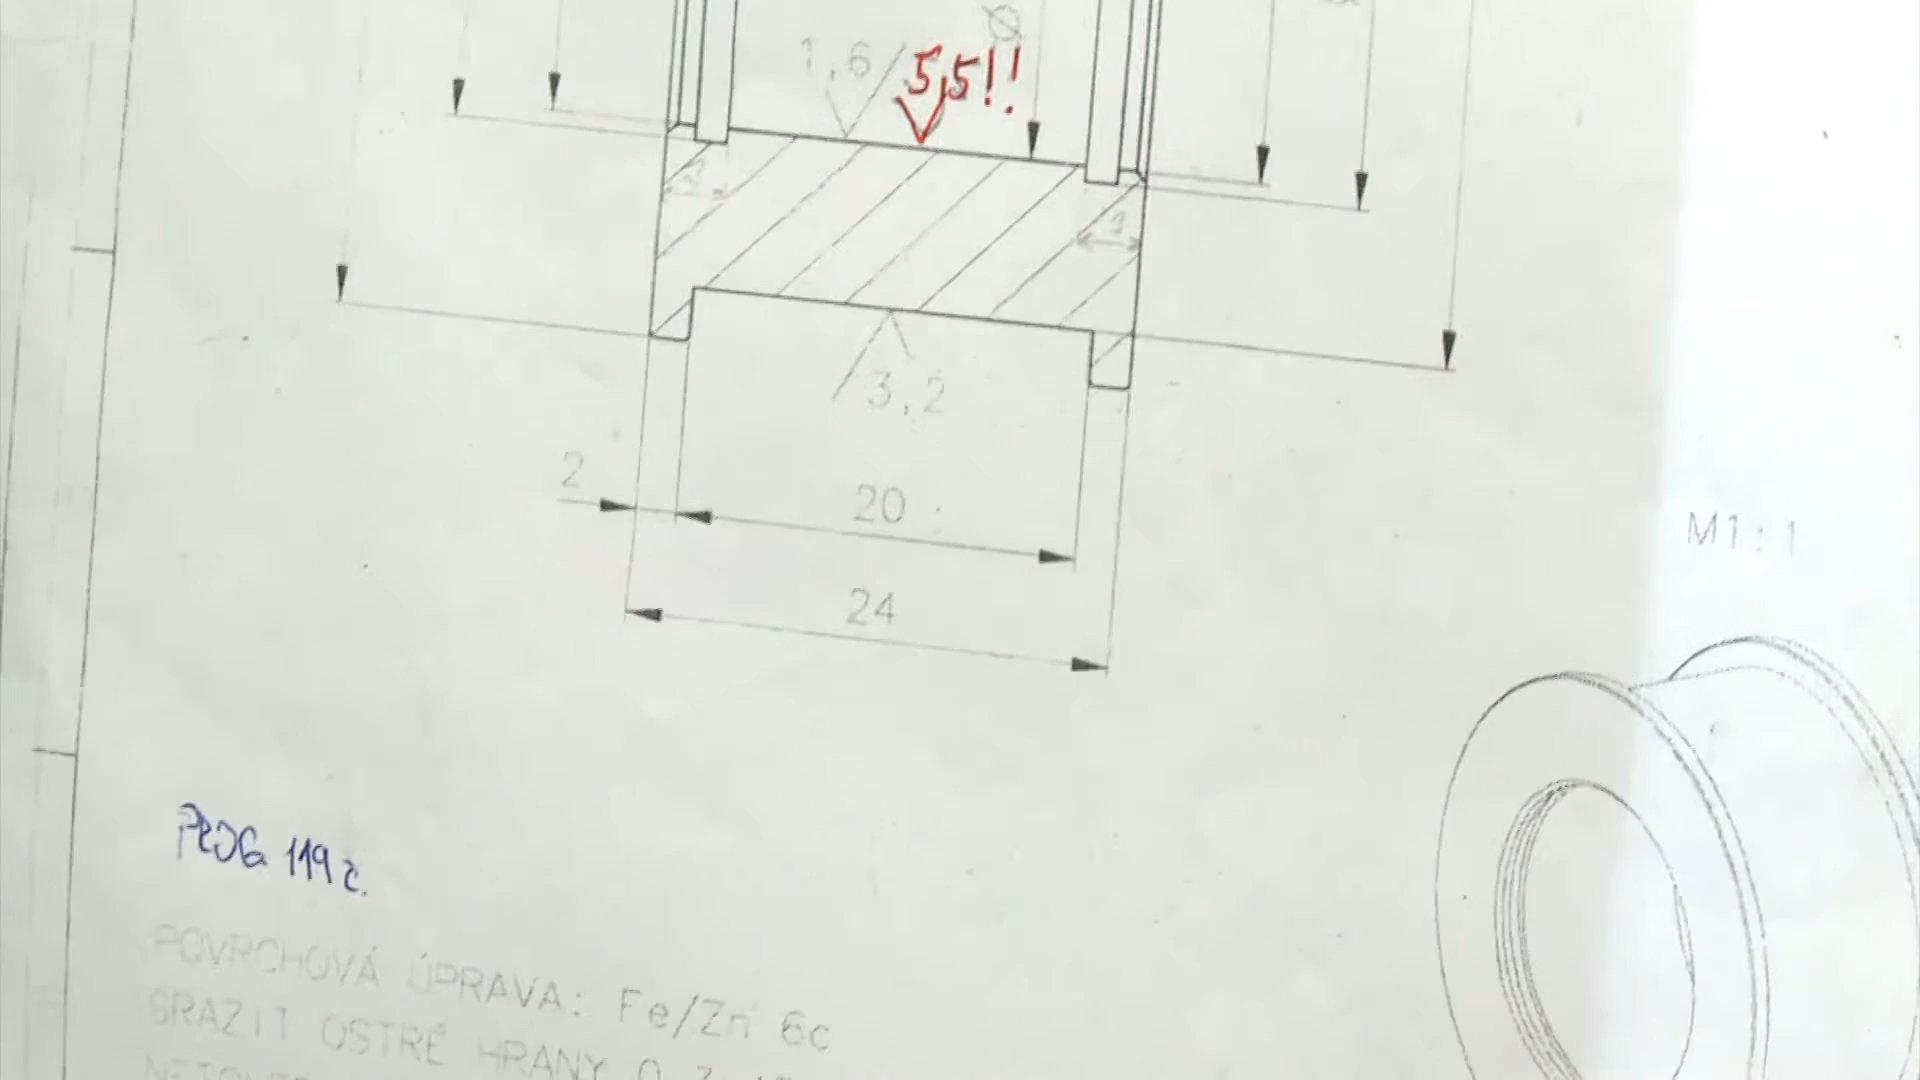 Ø
1,6
5,5!!
3
3
3,2
2
20
24
M1:1
PROG 119 c.
POVRCHOVÁ ÚPRAVA: Fe/Zn 6c
SRAZIT OSTRÉ HRANY 0